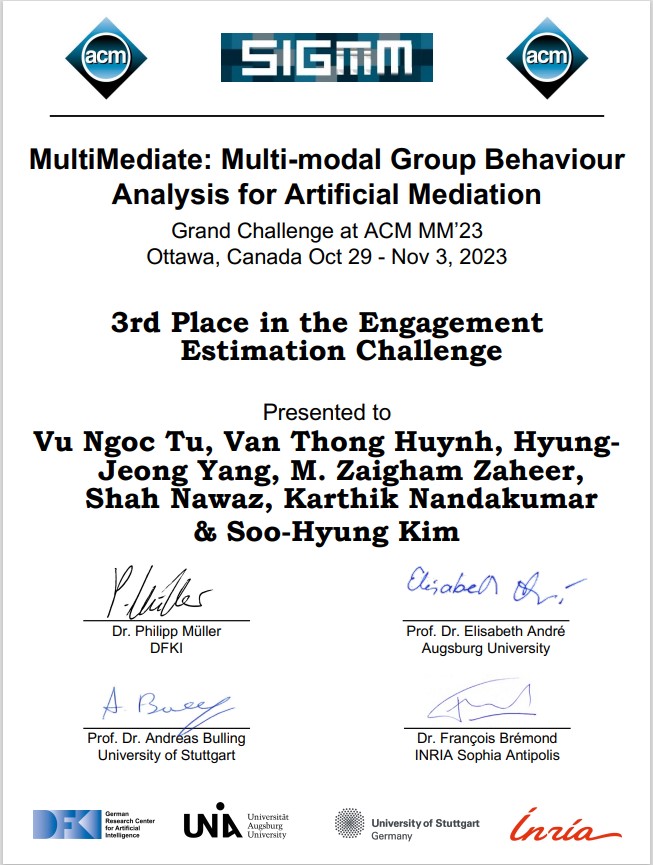 acm SIGMM acm
MultiMediate: Multi-modal Group Behaviour
Analysis for Artificial Mediation
Grand Challenge at ACM MM'23
Ottawa, Canada Oct 29 - Nov 3, 2023
3rd Place in the Engagement
Estimation Challenge
Presented to
Vu Ngoc Tu, Van Thong Huynh, Hyung-
Jeong Yang, M. Zaigham Zaheer,
Shah Nawaz, Karthik Nandakumar
& Soo-Hyung Kim
P. Müller
Elisabeth André
Dr. Philipp Müller
DFKI
Prof. Dr. Elisabeth André
Augsburg University
A. Bulling
Prof. Dr. Andreas Bulling
University of Stuttgart
Dr. François Brémond
INRIA Sophia Antipolis
DFKI
German
Research Center
for Artificial
Intelligence
UNIA
Universität
Augsburg
University
University of Stuttgart
Germany
Inria